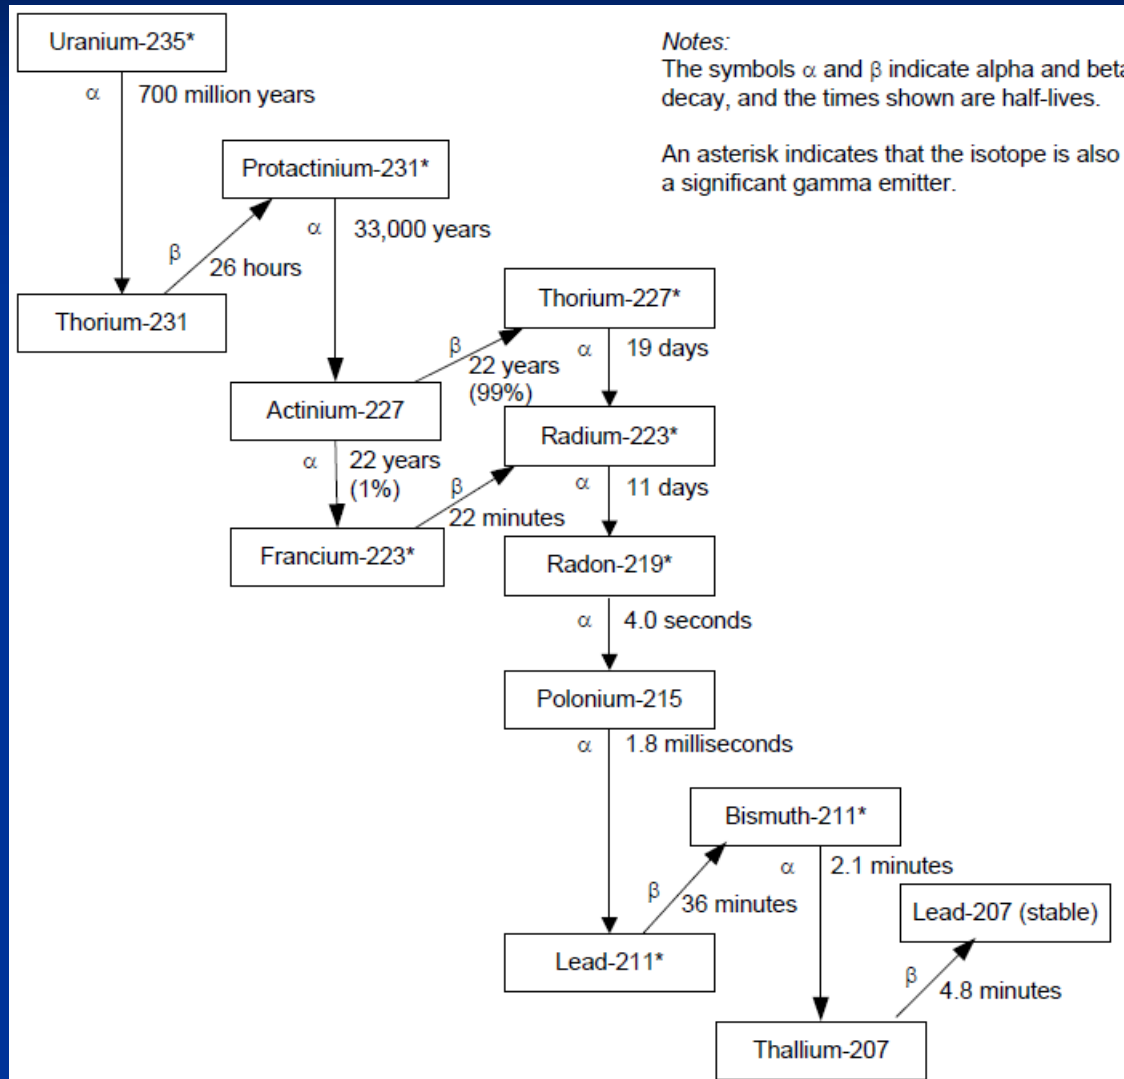 Uranium-235*
Notes:
The symbols α and β indicate alpha and beta
decay, and the times shown are half-lives.
An asterisk indicates that the isotope is also
a significant gamma emitter.
α 700 million years
Protactinium-231*
α 33,000 years
β 26 hours
Thorium-231
Thorium-227*
β 22 years
(99%)
α 19 days
Actinium-227
Radium-223*
α 22 years
(1%)
β 22 minutes
α 11 days
Francium-223*
Radon-219*
α 4.0 seconds
Polonium-215
α 1.8 milliseconds
Bismuth-211*
α 2.1 minutes
β 36 minutes
Lead-207 (stable)
Lead-211*
β 4.8 minutes
Thallium-207